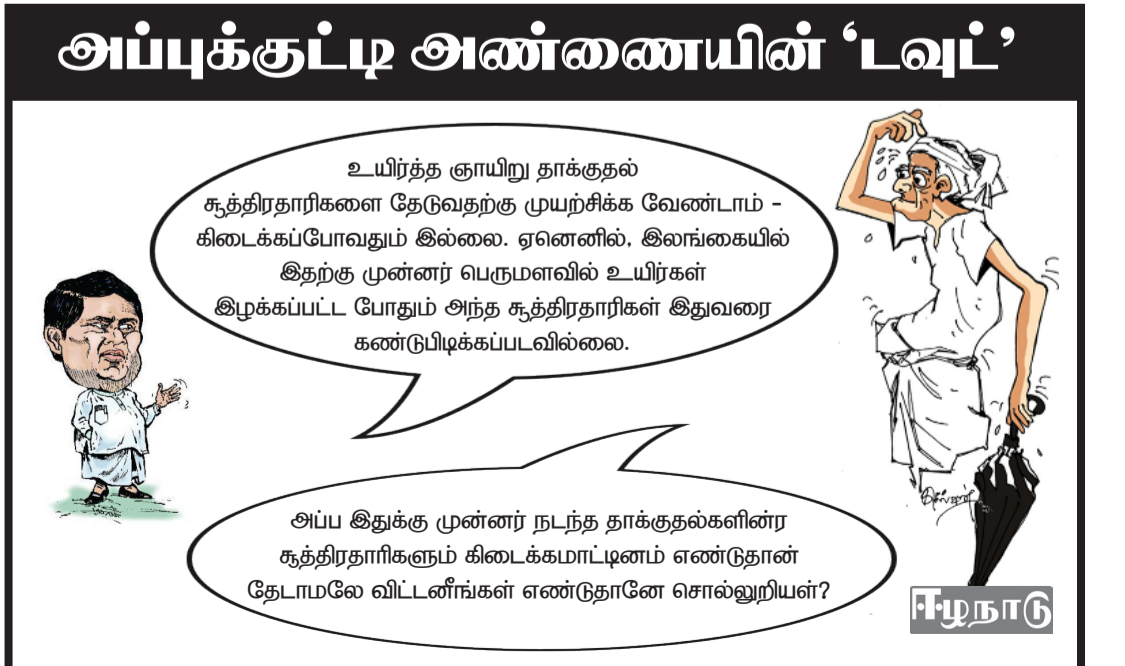 அப்புக்குட்டி அண்ணையின் ‘டவுட்’
உயிர்த்த ஞாயிறு தாக்குதல்
சூத்திரதாரிகளை தேடுவதற்கு முயற்சிக்க வேண்டாம் -
கிடைக்கப்போவதும் இல்லை. ஏனெனில், இலங்கையில்
இதற்கு முன்னர் பெருமளவில் உயிர்கள்
இழக்கப்பட்ட போதும் அந்த சூத்திரதாரிகள் இதுவரை
கண்டுபிடிக்கப்படவில்லை.
அப்ப இதுக்கு முன்னர் நடந்த தாக்குதல்களின்ர
சூத்திரதாரிகளும் கிடைக்கமாட்டினம் எண்டுதான்
தேடாமலே விட்டனீங்கள் எண்டுதானே சொல்லுறியள்?
ஈழநாடு